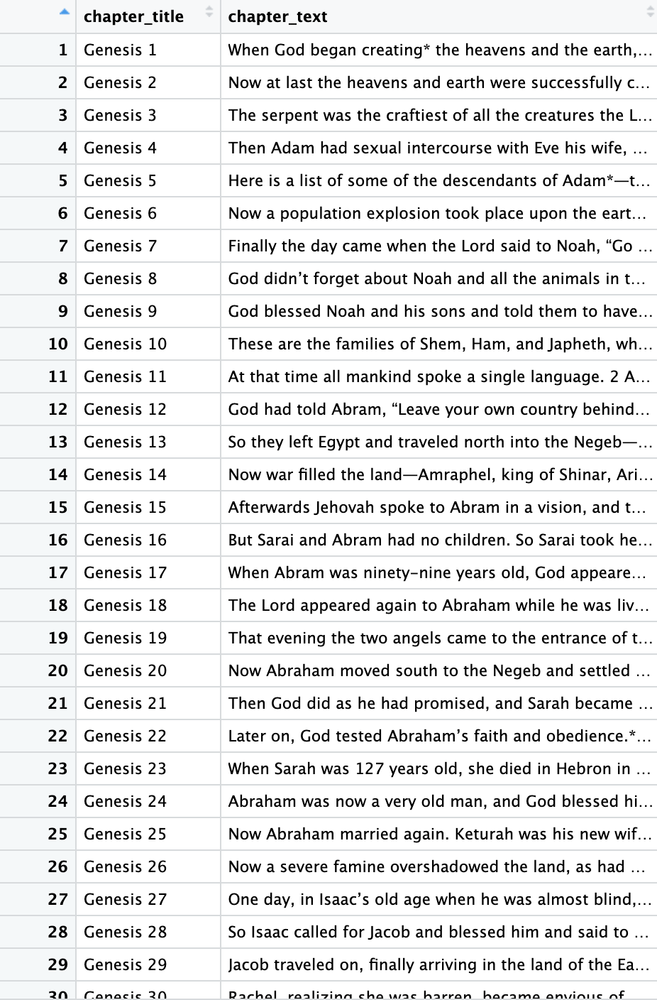 chapter_title chapter_text
1 Genesis 1 When God began creating* the heavens and the earth,...
2 Genesis 2 Now at last the heavens and earth were successfully c...
3 Genesis 3 The serpent was the craftiest of all the creatures the L...
4 Genesis 4 Then Adam had sexual intercourse with Eve his wife, ...
5 Genesis 5 Here is a list of some of the descendants of Adam*—t...
6 Genesis 6 Now a population explosion took place upon the eart...
7 Genesis 7 Finally the day came when the Lord said to Noah, “Go ...
8 Genesis 8 God didn’t forget about Noah and all the animals in t...
9 Genesis 9 God blessed Noah and his sons and told them to have...
10 Genesis 10 These are the families of Shem, Ham, and Japheth, wh...
11 Genesis 11 At that time all mankind spoke a single language. 2 A...
12 Genesis 12 God had told Abram, “Leave your own country behind...
13 Genesis 13 So they left Egypt and traveled north into the Negeb—...
14 Genesis 14 Now war filled the land—Amraphel, king of Shinar, Ari...
15 Genesis 15 Afterwards Jehovah spoke to Abram in a vision, and t...
16 Genesis 16 But Sarai and Abram had no children. So Sarai took he...
17 Genesis 17 When Abram was ninety-nine years old, God appeare...
18 Genesis 18 The Lord appeared again to Abraham while he was liv...
19 Genesis 19 That evening the two angels came to the entrance of t...
20 Genesis 20 Now Abraham moved south to the Negeb and settled ...
21 Genesis 21 Then God did as he had promised, and Sarah became ...
22 Genesis 22 Later on, God tested Abraham’s faith and obedience.*...
23 Genesis 23 When Sarah was 127 years old, she died in Hebron in ...
24 Genesis 24 Abraham was now a very old man, and God blessed hi...
25 Genesis 25 Now Abraham married again. Keturah was his new wif...
26 Genesis 26 Now a severe famine overshadowed the land, as had ...
27 Genesis 27 One day, in Isaac’s old age when he was almost blind,...
28 Genesis 28 So Isaac called for Jacob and blessed him and said to ...
29 Genesis 29 Jacob traveled on, finally arriving in the land of the Ea...
30 Genesis 30 Rachel, realizing she was barren, became envious of